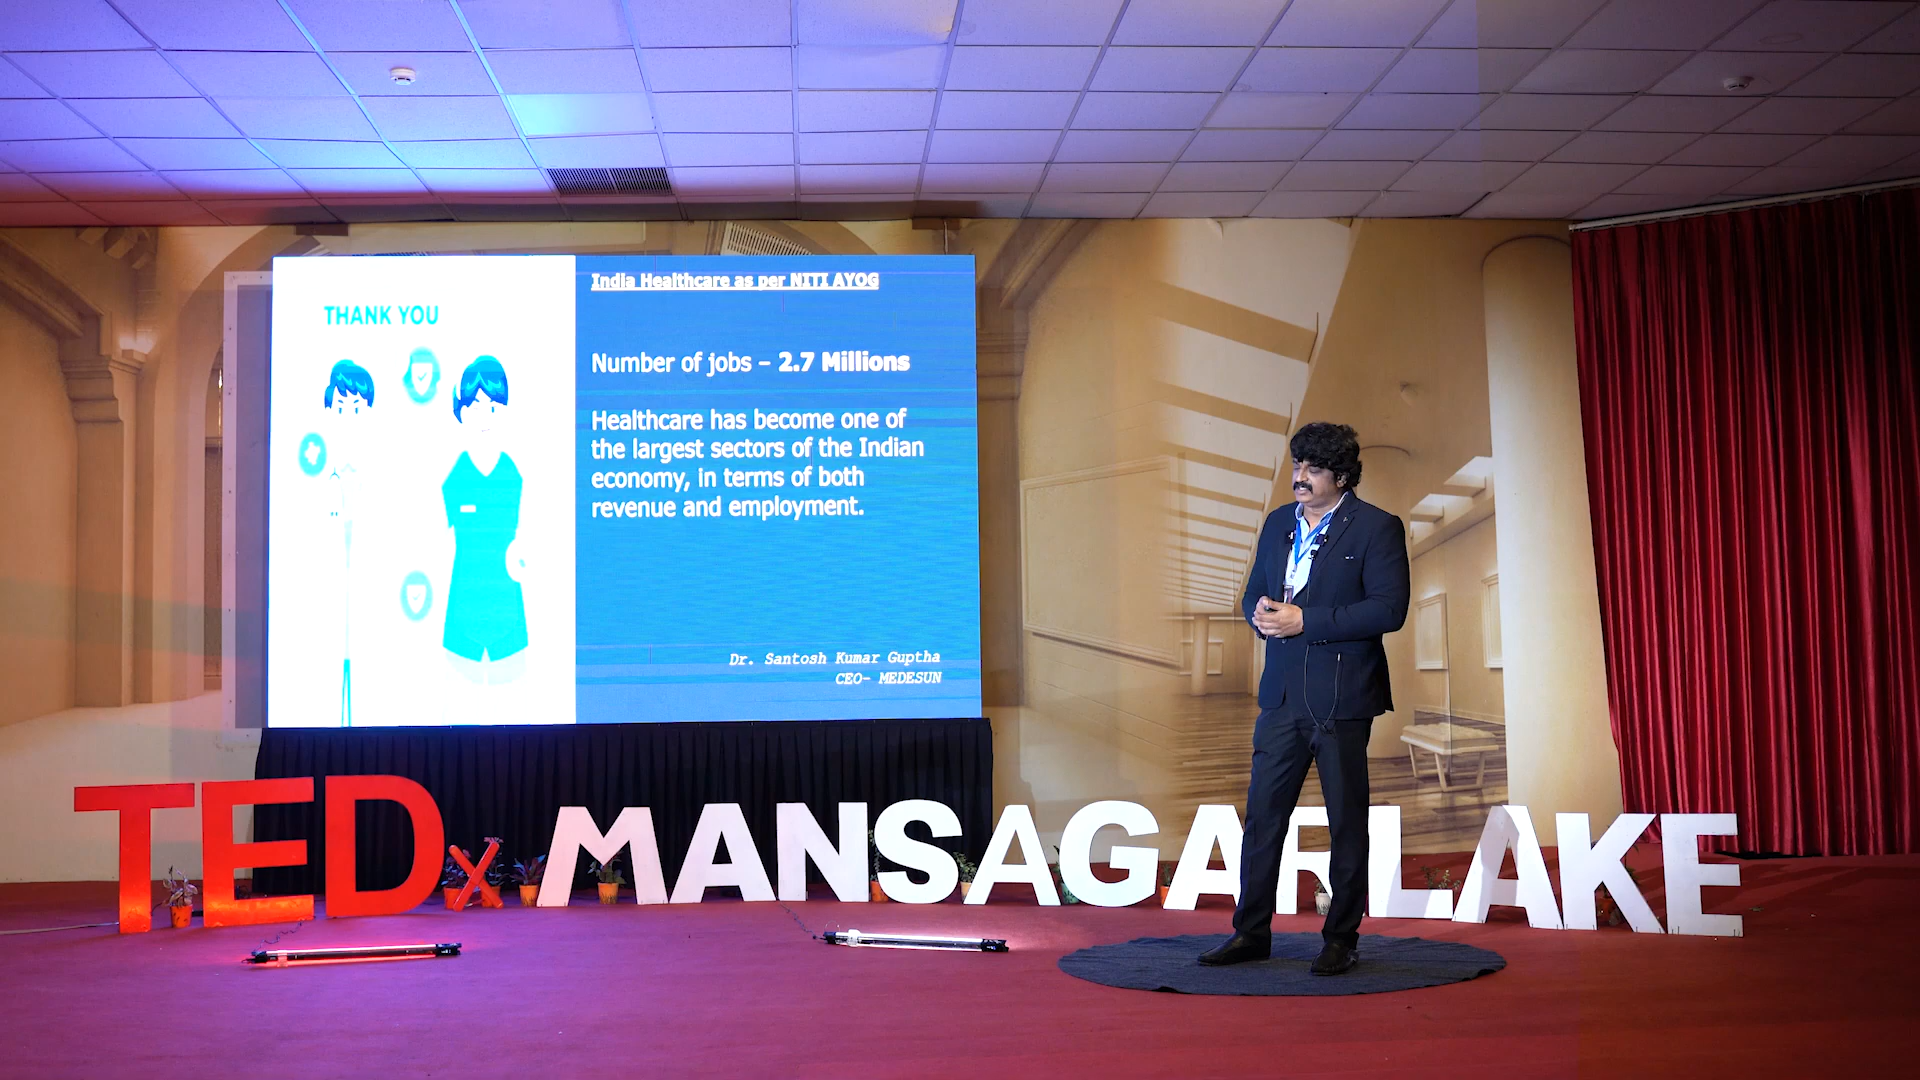 THANK YOU
India Healthcare as per NITI AYOG
Number of jobs – 2.7 Millions
Healthcare has become one of
the largest sectors of the Indian
economy, in terms of both
revenue and employment.
Dr. Santosh Kumar Guptha
CEO- MEDESUN
TEDx MANSAGARLAKE